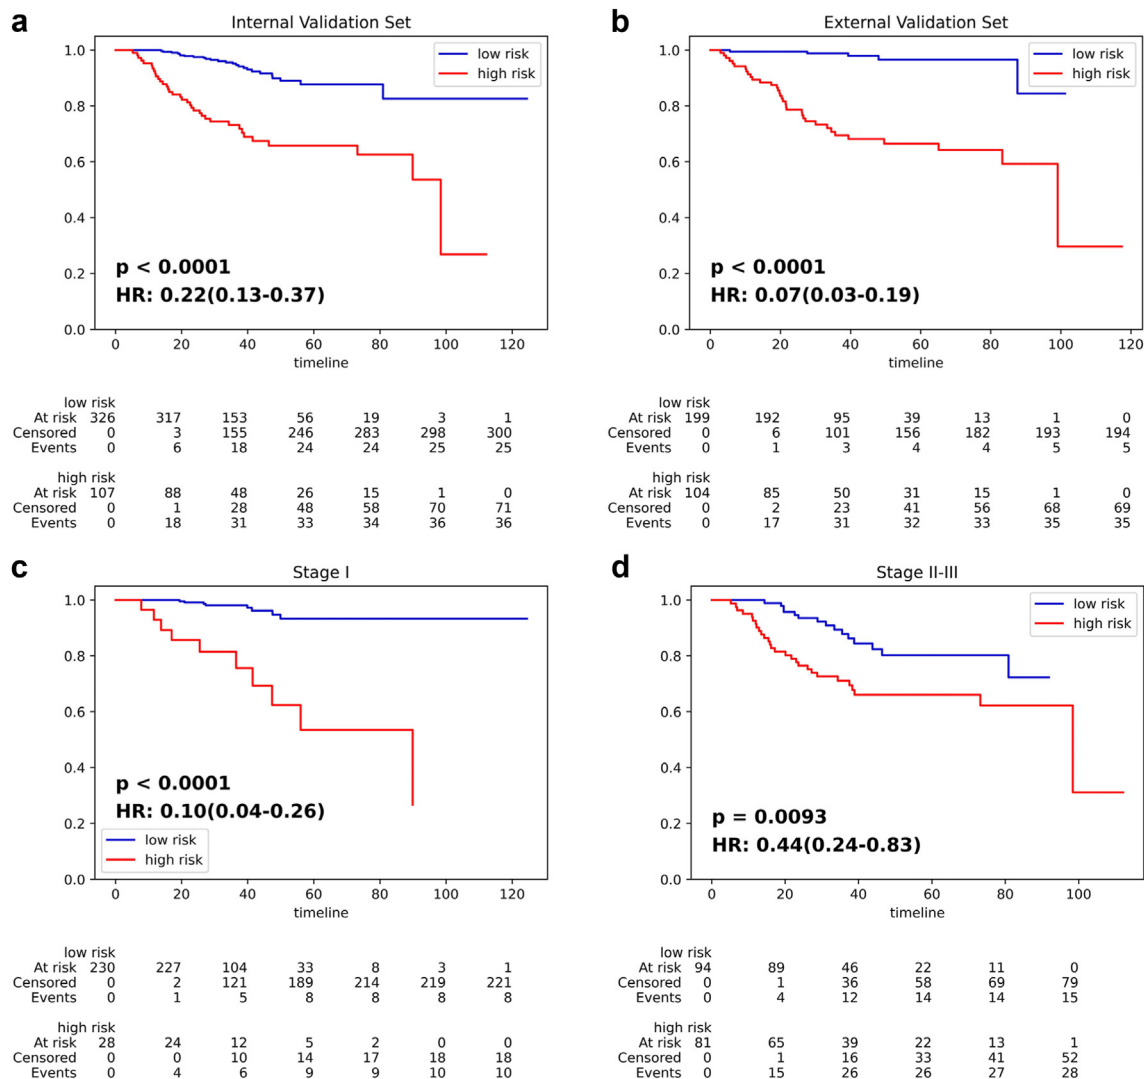 a
Internal Validation Set
1.0
0.8
0.6
0.4
0.2
0.0
low risk
high risk
p < 0.0001
HR: 0.22(0.13-0.37)
0 20 40 60 80 100 120
timeline
low risk
At risk 326 317 153 56 19 3 1
Censored 0 3 155 246 283 298 300
Events 0 6 18 24 24 25 25
high risk
At risk 107 88 48 26 15 1 0
Censored 0 1 28 48 58 70 71
Events 0 18 31 33 34 36 36
b
External Validation Set
1.0
0.8
0.6
0.4
0.2
0.0
low risk
high risk
p < 0.0001
HR: 0.07(0.03-0.19)
0 20 40 60 80 100 120
timeline
low risk
At risk 199 192 95 39 13 1 0
Censored 0 6 101 156 182 193 194
Events 0 1 3 4 4 5 5
high risk
At risk 104 85 50 31 15 1 0
Censored 0 2 23 41 56 68 69
Events 0 17 31 32 33 35 35
c
Stage I
1.0
0.8
0.6
0.4
0.2
0.0
p < 0.0001
HR: 0.10(0.04-0.26)
low risk
high risk
0 20 40 60 80 100 120
timeline
low risk
At risk 230 227 104 33 8 3 1
Censored 0 2 121 189 214 219 221
Events 0 1 5 8 8 8 8
high risk
At risk 28 24 12 5 2 0 0
Censored 0 0 10 14 17 18 18
Events 0 4 6 9 9 10 10
d
Stage II-III
1.0
0.8
0.6
0.4
0.2
0.0
low risk
high risk
p = 0.0093
HR: 0.44(0.24-0.83)
0 20 40 60 80 100
timeline
low risk
At risk 94 89 46 22 11 0
Censored 0 1 36 58 69 79
Events 0 4 12 14 14 15
high risk
At risk 81 65 39 22 13 1
Censored 0 1 16 33 41 52
Events 0 15 26 26 27 28